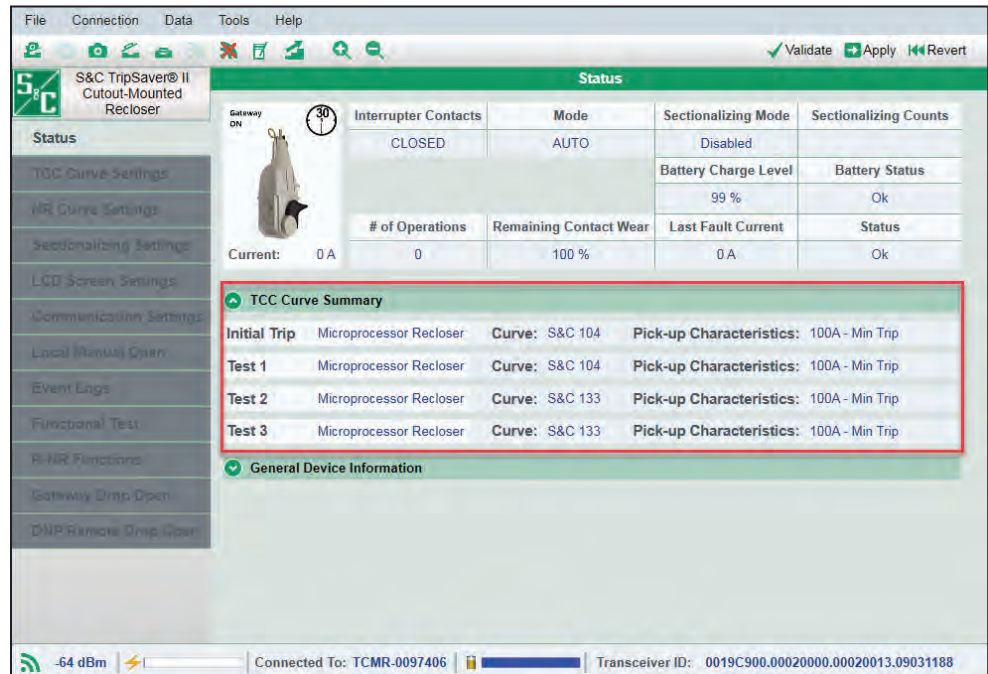 File Connection Data Tools Help
Validate Apply Revert
S&C
S&C TripSaver® II
Cutout-Mounted
Recloser
Status
Status
TCC Curve Settings
NR Curve Settings
Sectionalizing Settings
LCD Screen Settings
Communication Settings
Local Manual Open
Event Logs
Functional Test
R-NR Functions
Gateway Drop Open
DNP Remote Drop Open
Gateway
ON
30
Current: 0 A
Interrupter Contacts Mode Sectionalizing Mode Sectionalizing Counts
CLOSED AUTO Disabled
Battery Charge Level Battery Status
99 % Ok
# of Operations Remaining Contact Wear Last Fault Current Status
0 100 % 0 A Ok
TCC Curve Summary
Initial Trip Microprocessor Recloser Curve: S&C 104 Pick-up Characteristics: 100A - Min Trip
Test 1 Microprocessor Recloser Curve: S&C 104 Pick-up Characteristics: 100A - Min Trip
Test 2 Microprocessor Recloser Curve: S&C 133 Pick-up Characteristics: 100A - Min Trip
Test 3 Microprocessor Recloser Curve: S&C 133 Pick-up Characteristics: 100A - Min Trip
General Device Information
-64 dBm Connected To: TCMR-0097406 Transceiver ID: 0019C900.00020000.00020013.09031188